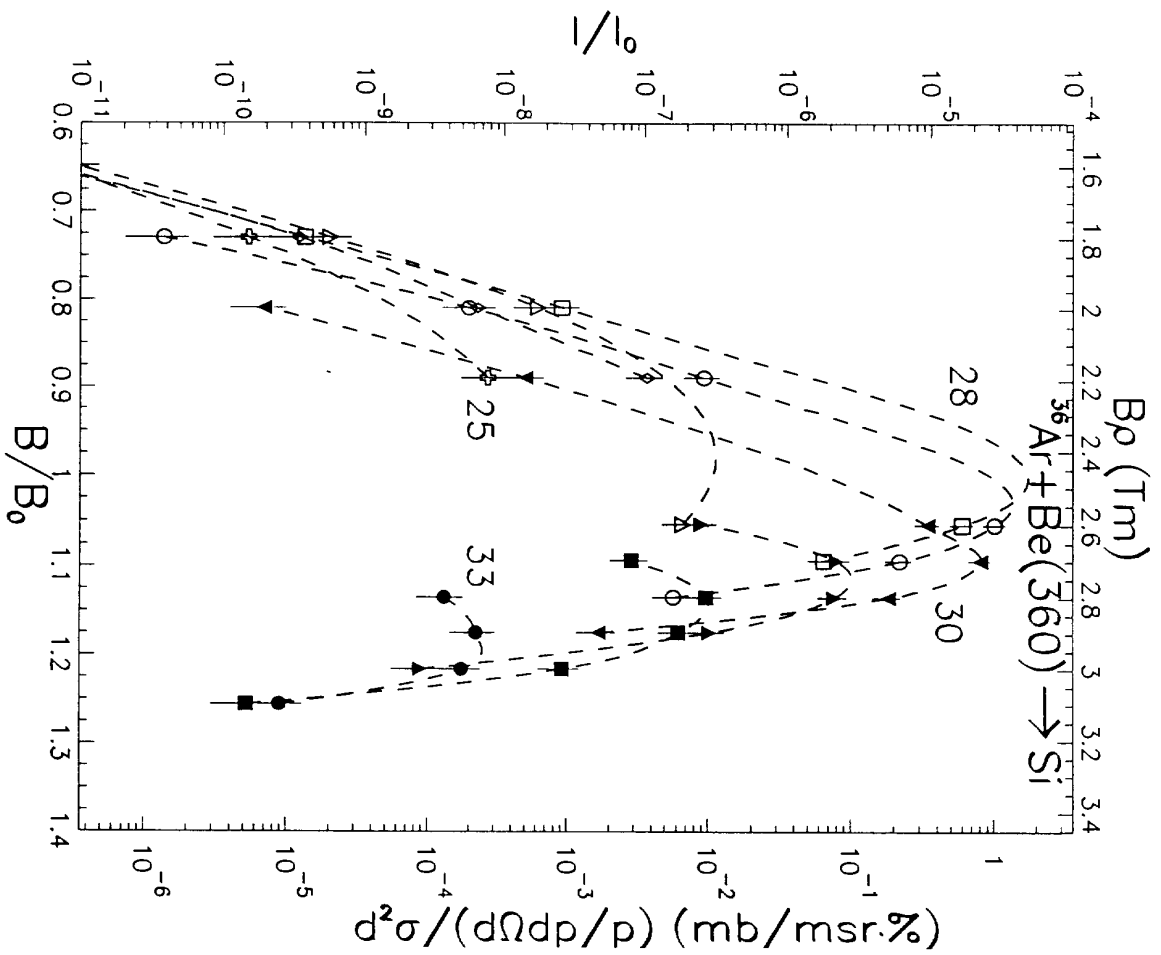 Bρ (Tm)
1.6 1.8 2 2.2 2.4 2.6 2.8 3 3.2 3.4
³⁶Ar+Be(360) → Si
28
30
25
33
I/I₀
10⁻⁴
10⁻⁵
10⁻⁶
10⁻⁷
10⁻⁸
10⁻⁹
10⁻¹⁰
10⁻¹¹
1
10⁻¹
10⁻²
10⁻³
10⁻⁴
10⁻⁵
10⁻⁶
d²σ/(dΩdp/p) (mb/msr·%)
0.6 0.7 0.8 0.9 1 1.1 1.2 1.3 1.4
B/B₀